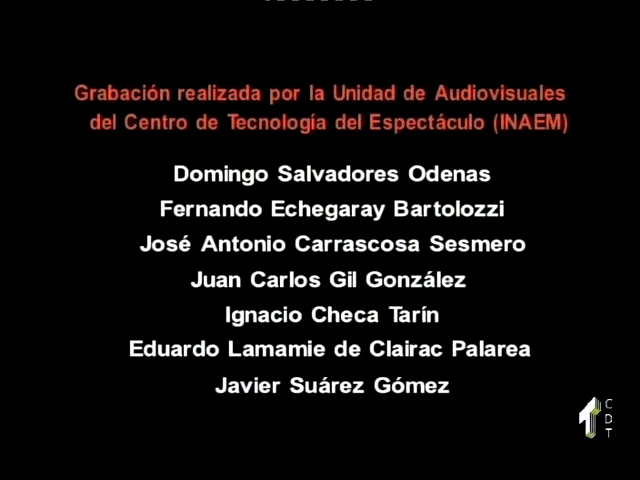 Grabación realizada por la Unidad de Audiovisuales
del Centro de Tecnología del Espectáculo (INAEM)
Domingo Salvadores Odenas
Fernando Echegaray Bartolozzi
José Antonio Carrascosa Sesmero
Juan Carlos Gil González
Ignacio Checa Tarín
Eduardo Lamamie de Clairac Palarea
Javier Suárez Gómez
C
D
T